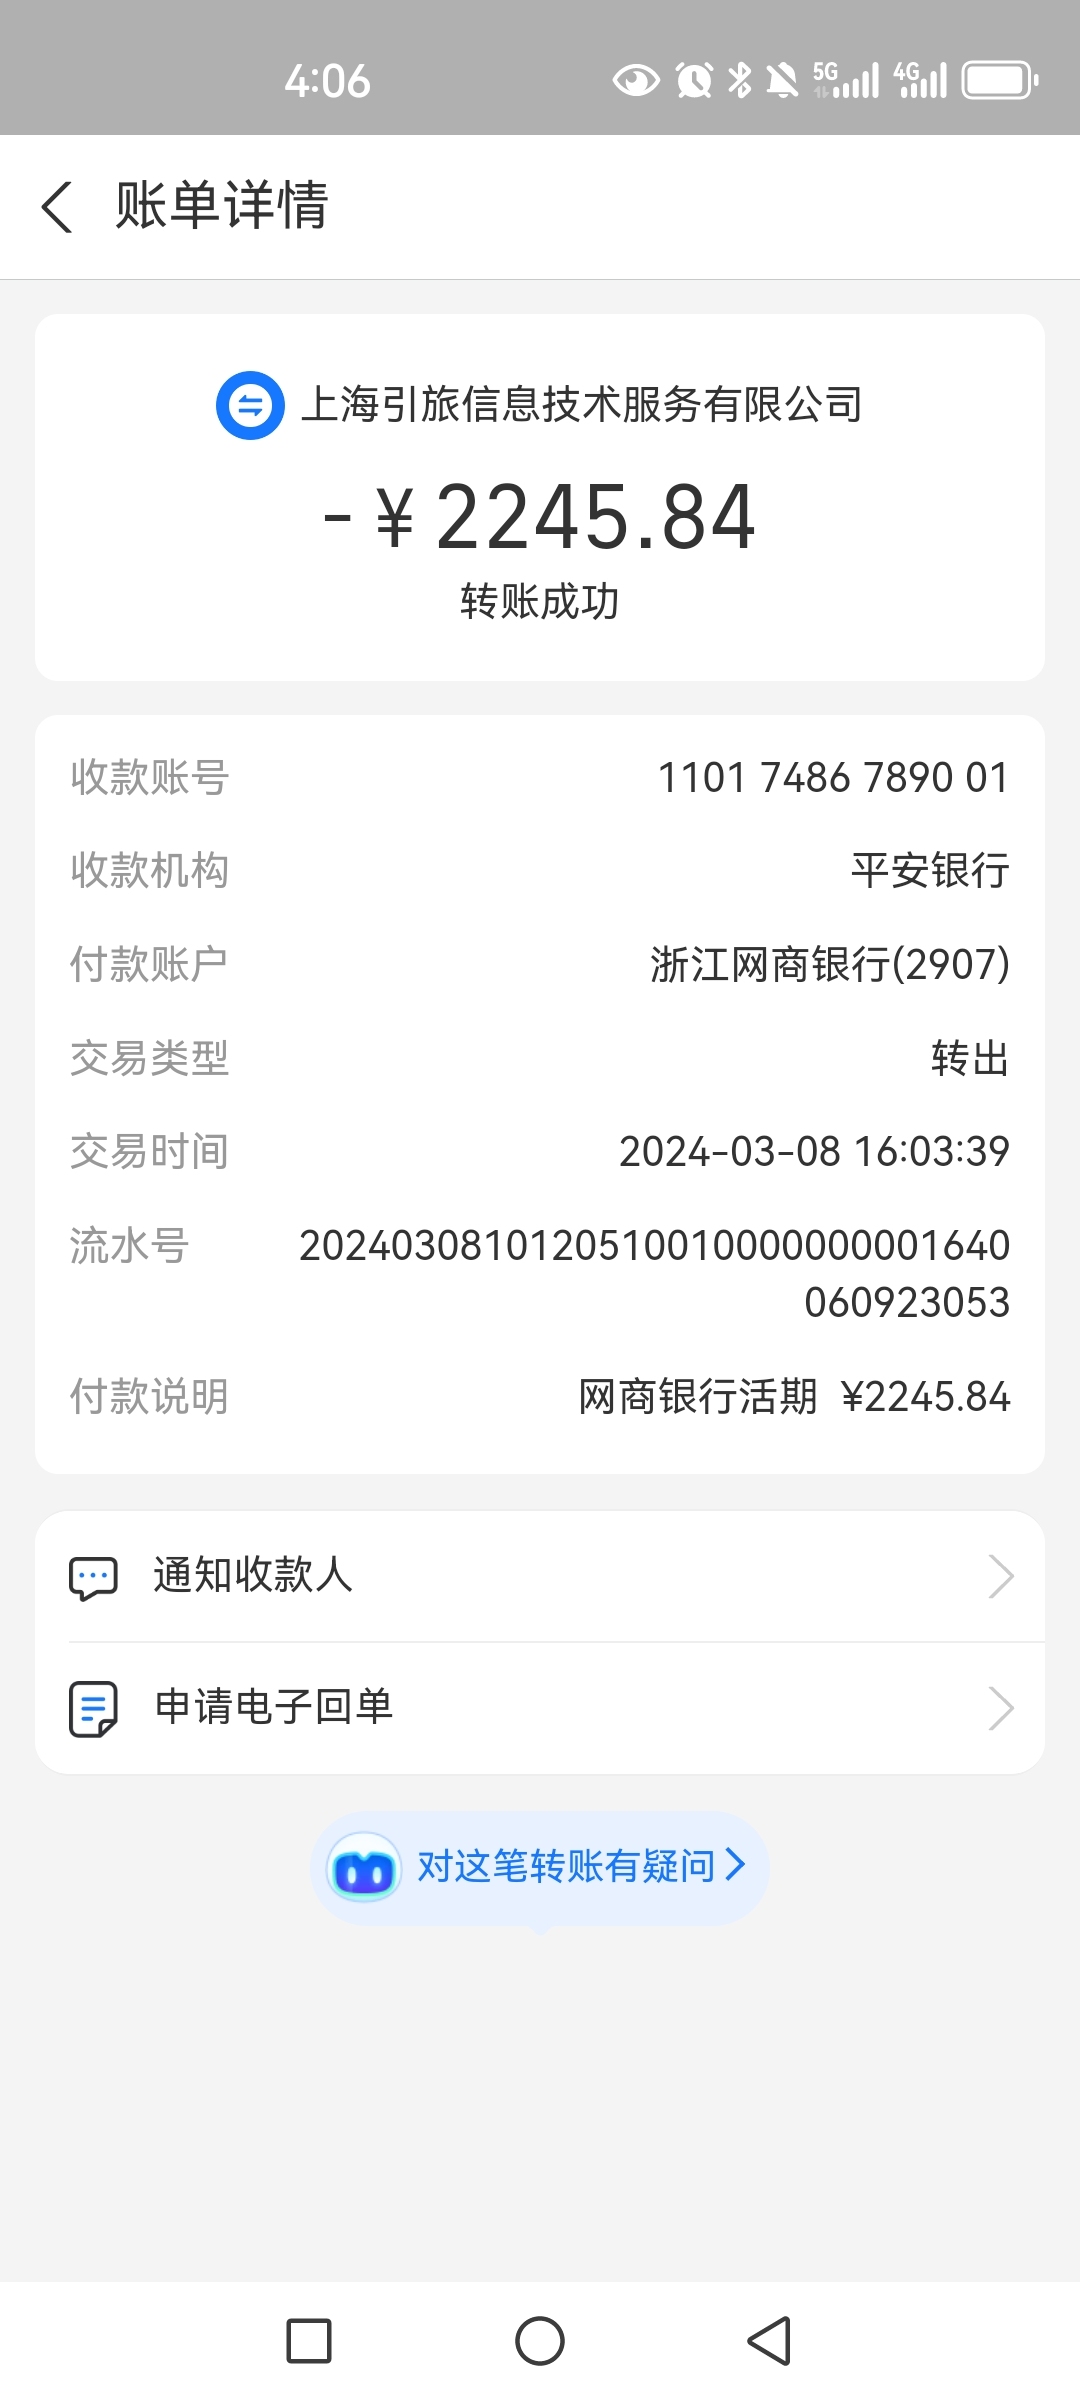 4:06
5G 4G
账单详情
上海引旅信息技术服务有限公司
- ¥ 2245.84
转账成功
收款账号 1101 7486 7890 01
收款机构 平安银行
付款账户 浙江网商银行(2907)
交易类型 转出
交易时间 2024-03-08 16:03:39
流水号 20240308101205100100000000001640
060923053
付款说明 网商银行活期 ¥2245.84
通知收款人
申请电子回单
对这笔转账有疑问